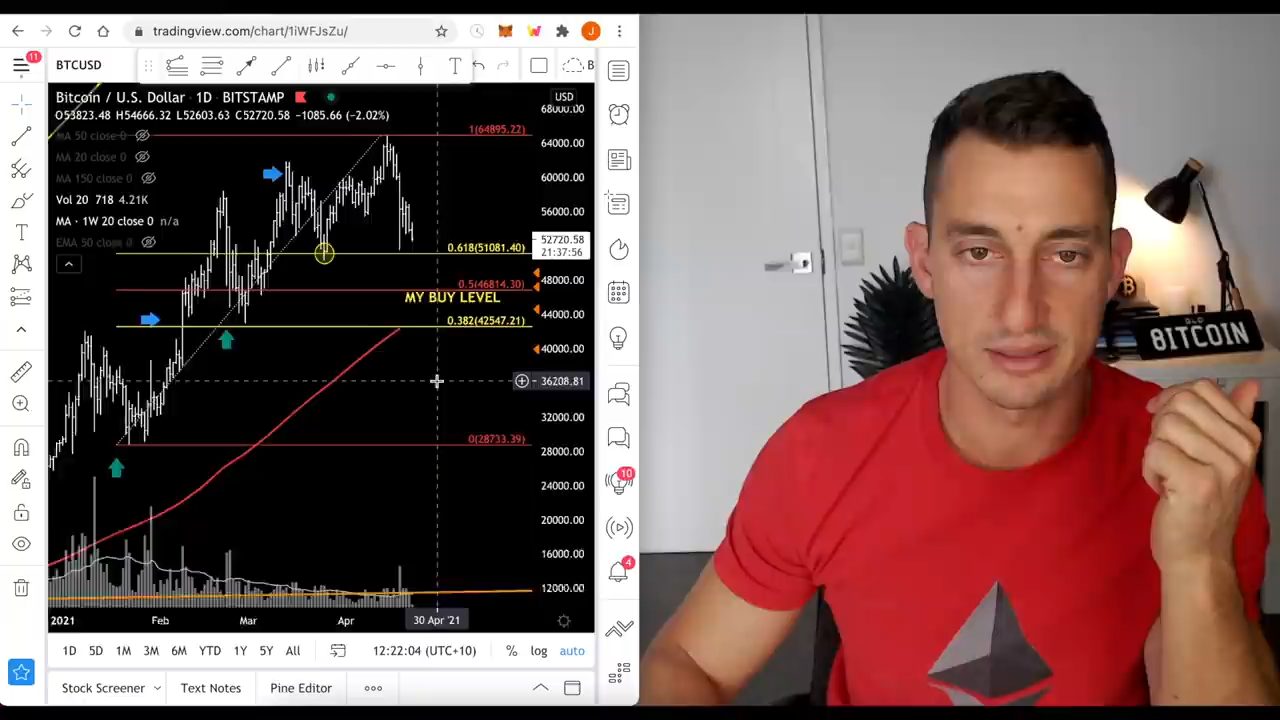 tradingview.com/chart/1iWFJsZu/
J
11
BTCUSD
T
B
Bitcoin / U.S. Dollar · 1D · BITSTAMP
USD
O53823.48 H54666.32 L52603.63 C52720.58 −1085.66 (−2.02%)
68000.00
MA 50 close 0
1(64895.22)
64000.00
MA 20 close 0
MA 150 close 0
60000.00
Vol 20 718 4.21K
MA · 1W 20 close 0 n/a
56000.00
EMA 50 close 0
52720.58
21:37:56
0.618(51081.40)
48000.00
0.5(46814.30)
MY BUY LEVEL
44000.00
0.382(42547.21)
40000.00
36208.81
32000.00
0(28733.39)
28000.00
24000.00
20000.00
16000.00
12000.00
2021 Feb Mar Apr 30 Apr '21
1D 5D 1M 3M 6M YTD 1Y 5Y All
12:22:04 (UTC+10)
% log auto
Stock Screener Text Notes Pine Editor
10
4
BITCOIN